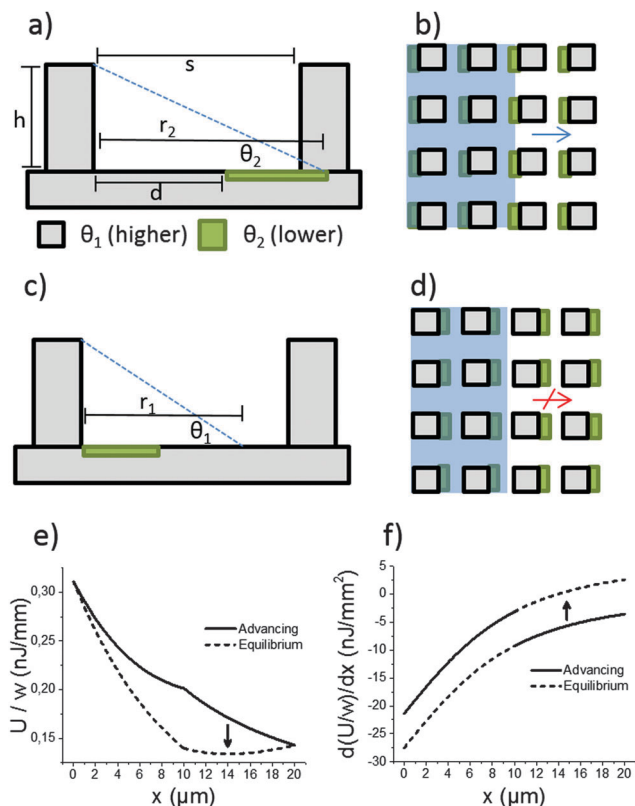 a)
s
h
r₂
θ₂
d
θ₁ (higher)
θ₂ (lower)
b)
c)
r₁
θ₁
d)
e)
U / w (nJ/mm)
0,30
0,25
0,20
0,15
Advancing
Equilibrium
0 2 4 6 8 10 12 14 16 18 20
x (μm)
f)
d(U/w)/dx (nJ/mm²)
5
0
-5
-10
-15
-20
-25
-30
Advancing
Equilibrium
0 2 4 6 8 10 12 14 16 18 20
x (μm)